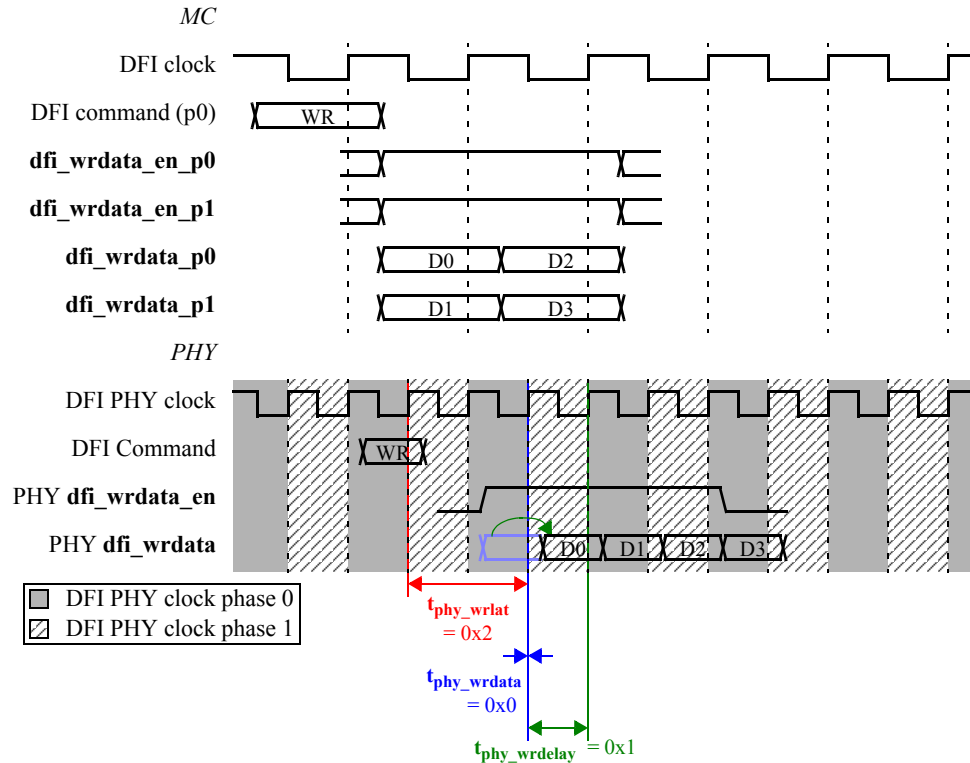 MC
DFI clock
DFI command (p0) WR
dfi_wrdata_en_p0
dfi_wrdata_en_p1
dfi_wrdata_p0 D0 D2
dfi_wrdata_p1 D1 D3
PHY
DFI PHY clock
DFI Command WR
PHY dfi_wrdata_en
PHY dfi_wrdata D0 D1 D2 D3
DFI PHY clock phase 0
DFI PHY clock phase 1
tphy_wrlat
= 0x2
tphy_wrdata
= 0x0
tphy_wrdelay = 0x1